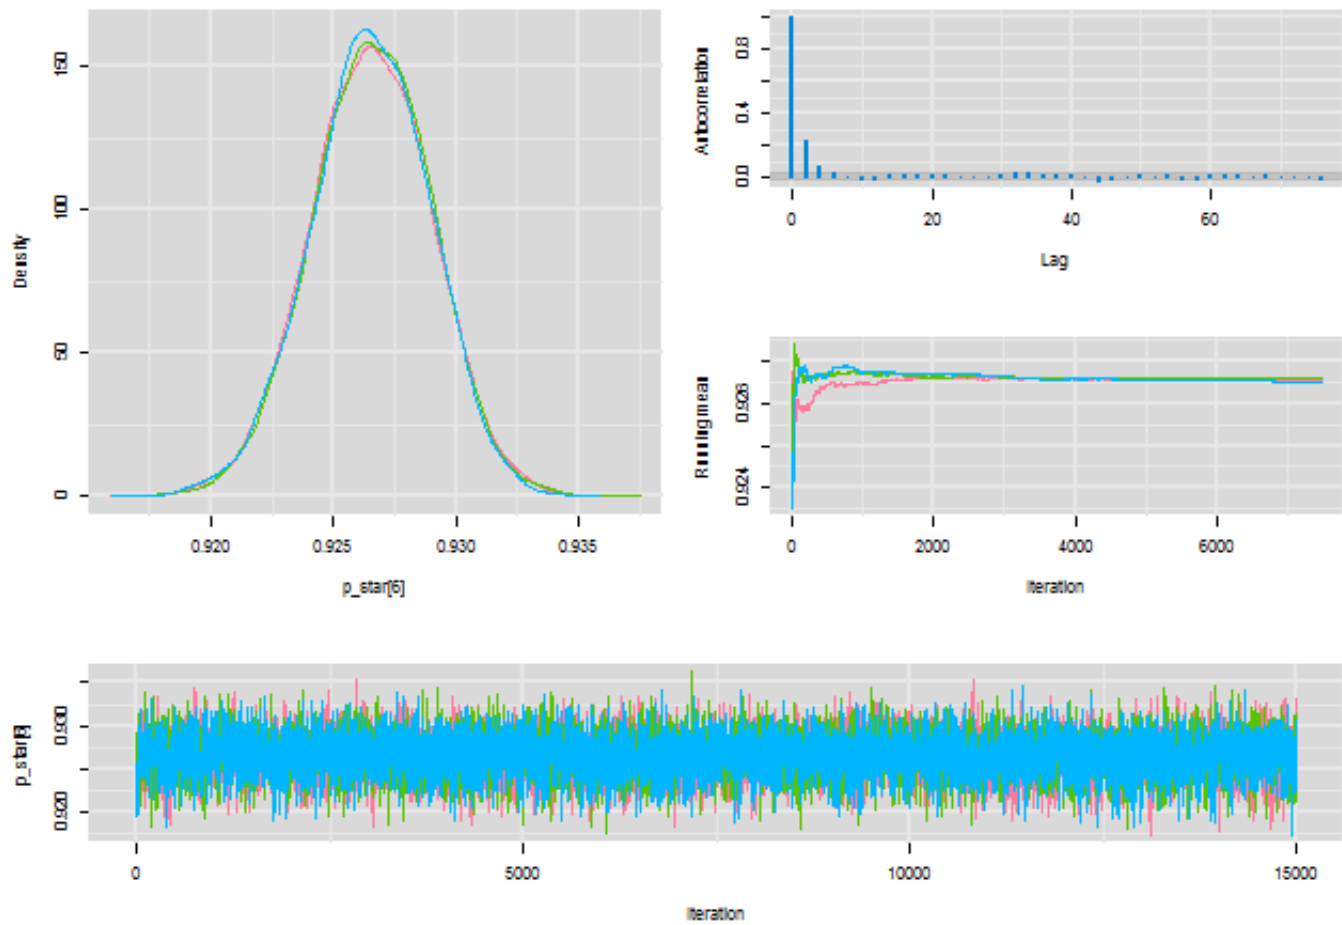 150
100
50
0
Density
0.920 0.925 0.930 0.935
p_star[6]
0.8
0.4
0.0
Autocorrelation
0 20 40 60
Lag
0.926
0.924
Running mean
0 2000 4000 6000
Iteration
0.930
0.920
p_star[6]
0 5000 10000 15000
Iteration